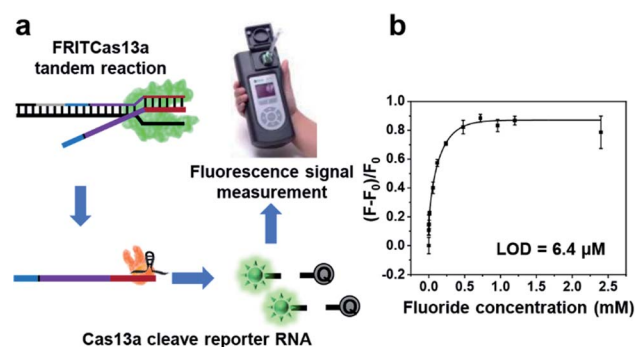 a
FRITCas13a
tandem reaction
Fluorescence signal
measurement
Q
Q
Cas13a cleave reporter RNA
b
(F-F₀)/F₀
1.0
0.8
0.6
0.4
0.2
0.0
-0.2
LOD = 6.4 µM
0.0 0.5 1.0 1.5 2.0 2.5
Fluoride concentration (mM)